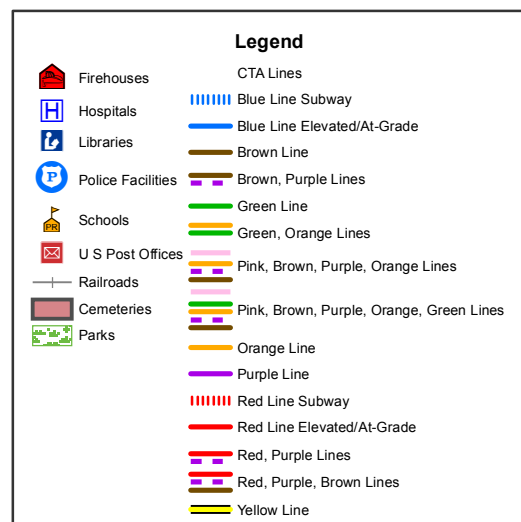 Legend
Firehouses
Hospitals
Libraries
Police Facilities
Schools
U S Post Offices
Railroads
Cemeteries
Parks
H
P
PR
CTA Lines
Blue Line Subway
Blue Line Elevated/At-Grade
Brown Line
Brown, Purple Lines
Green Line
Green, Orange Lines
Pink, Brown, Purple, Orange Lines
Pink, Brown, Purple, Orange, Green Lines
Orange Line
Purple Line
Red Line Subway
Red Line Elevated/At-Grade
Red, Purple Lines
Red, Purple, Brown Lines
Yellow Line